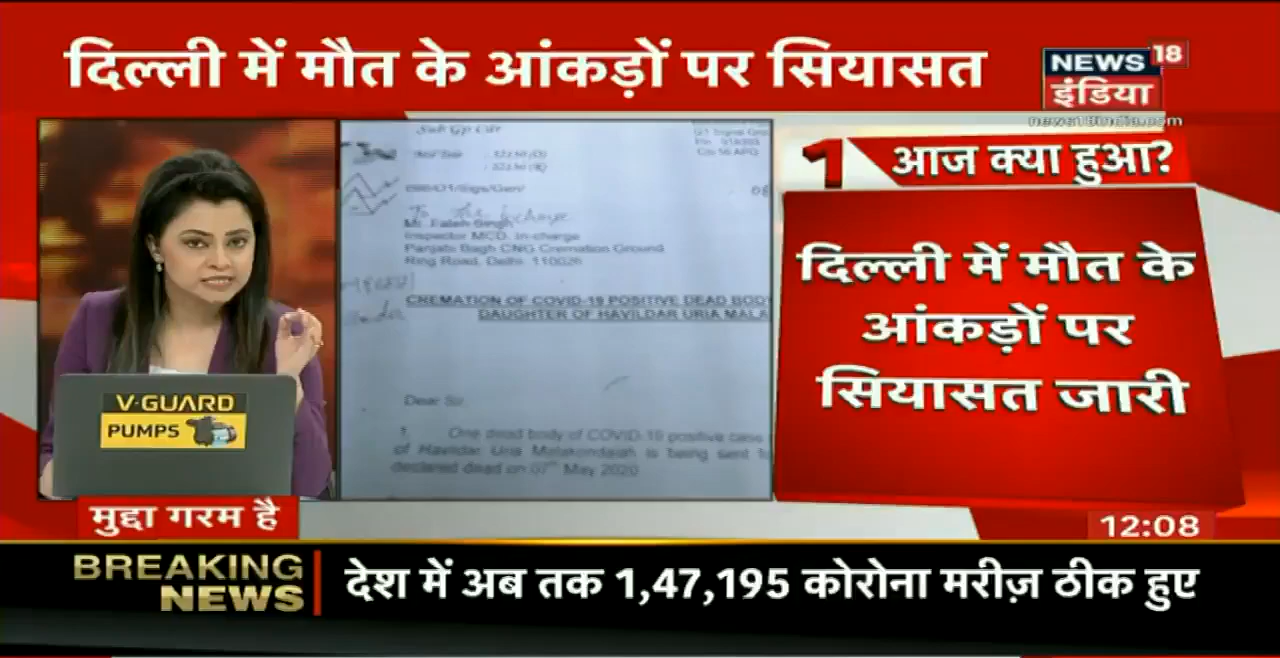 दिल्ली में मौत के आंकड़ों पर सियासत
NEWS 18
इंडिया
news18india.com
1 आज क्या हुआ?
दिल्ली में मौत के
आंकड़ों पर
सियासत जारी
Mr. Fateh Singh
Inspector MCD, In-charge
Panjabi Bagh CNG Cremation Ground
Ring Road, Delhi 110026
CREMATION OF COVID-19 POSITIVE DEAD BODY
DAUGHTER OF HAVILDAR URIA MALA
Dear Sir,
1. One dead body of COVID-19 positive case
of Havildar Uria Malakondaiah is being sent
declared dead on 07th May 2020
V-GUARD
PUMPS
मुद्दा गरम है
12:08
BREAKING
NEWS
देश में अब तक 1,47,195 कोरोना मरीज़ ठीक हुए